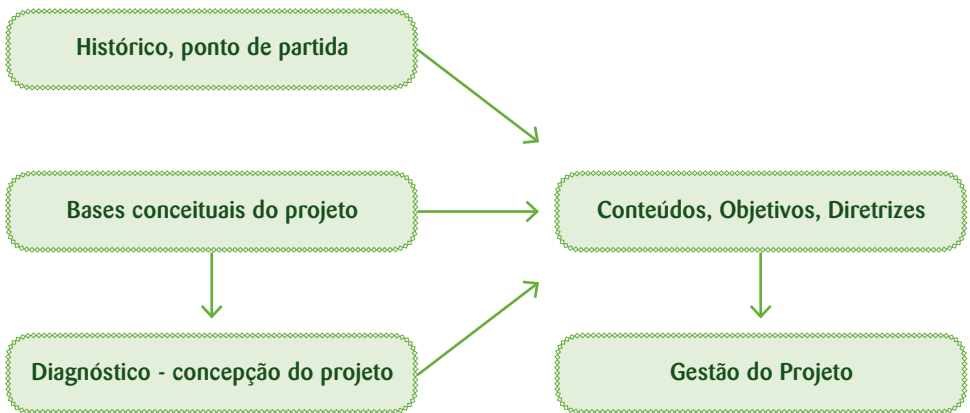 Histórico, ponto de partida
Bases conceituais do projeto
Conteúdos, Objetivos, Diretrizes
Diagnóstico - concepção do projeto
Gestão do Projeto